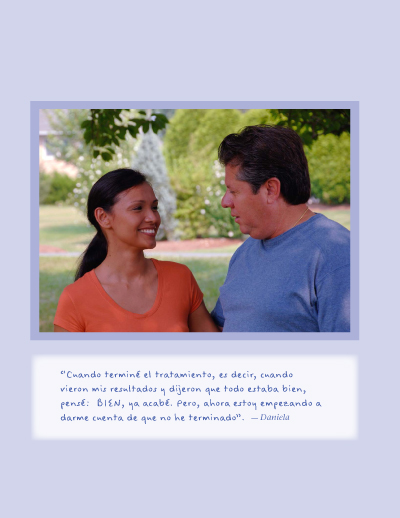 “Cuando terminé el tratamiento, es decir, cuando
vieron mis resultados y dijeron que todo estaba bien,
pensé: BIEN, ya acabé. Pero, ahora estoy empezando a
darme cuenta de que no he terminado”. —Daniela